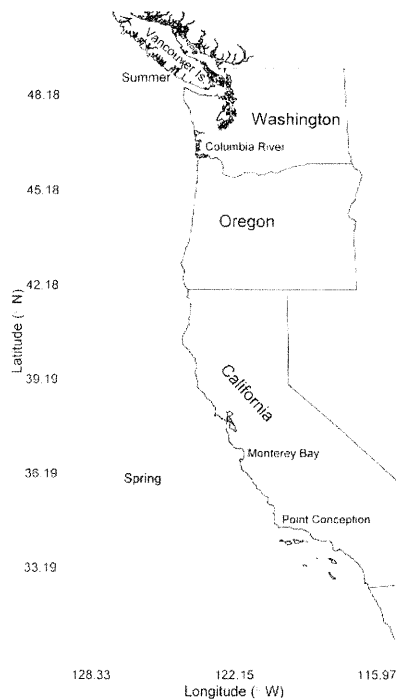 Vancouver Is.
Summer
48.18
Washington
Columbia River
45.18
Oregon
42.18
Latitude (° N)
39.19
California
Monterey Bay
36.19
Spring
Point Conception
33.19
128.33
122.15
115.97
Longitude (° W)